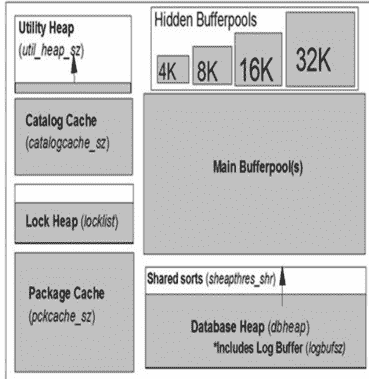 Utility Heap
(util_heap_sz)
Catalog Cache
(catalogcache_sz)
Lock Heap (locklist)
Package Cache
(pckcache_sz)
Hidden Bufferpools
4K
8K
16K
32K
Main Bufferpool(s)
Shared sorts (sheapthres_shr)
Database Heap (dbheap)
*Includes Log Buffer (logbufsz)